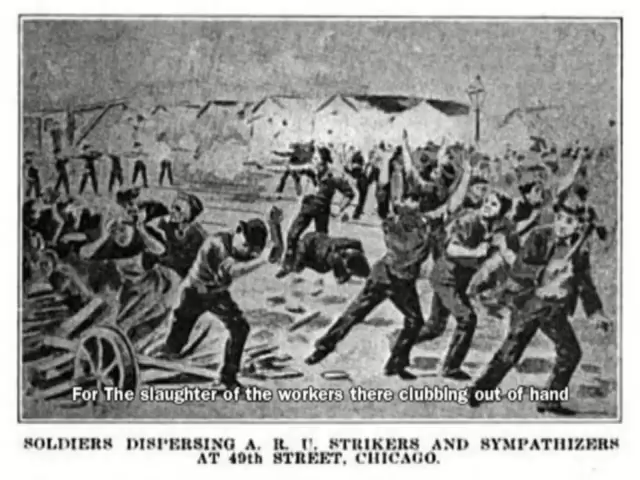 For The slaughter of the workers there clubbing out of hand
SOLDIERS DISPERSING A. R. U. STRIKERS AND SYMPATHIZERS
AT 49th STREET, CHICAGO.